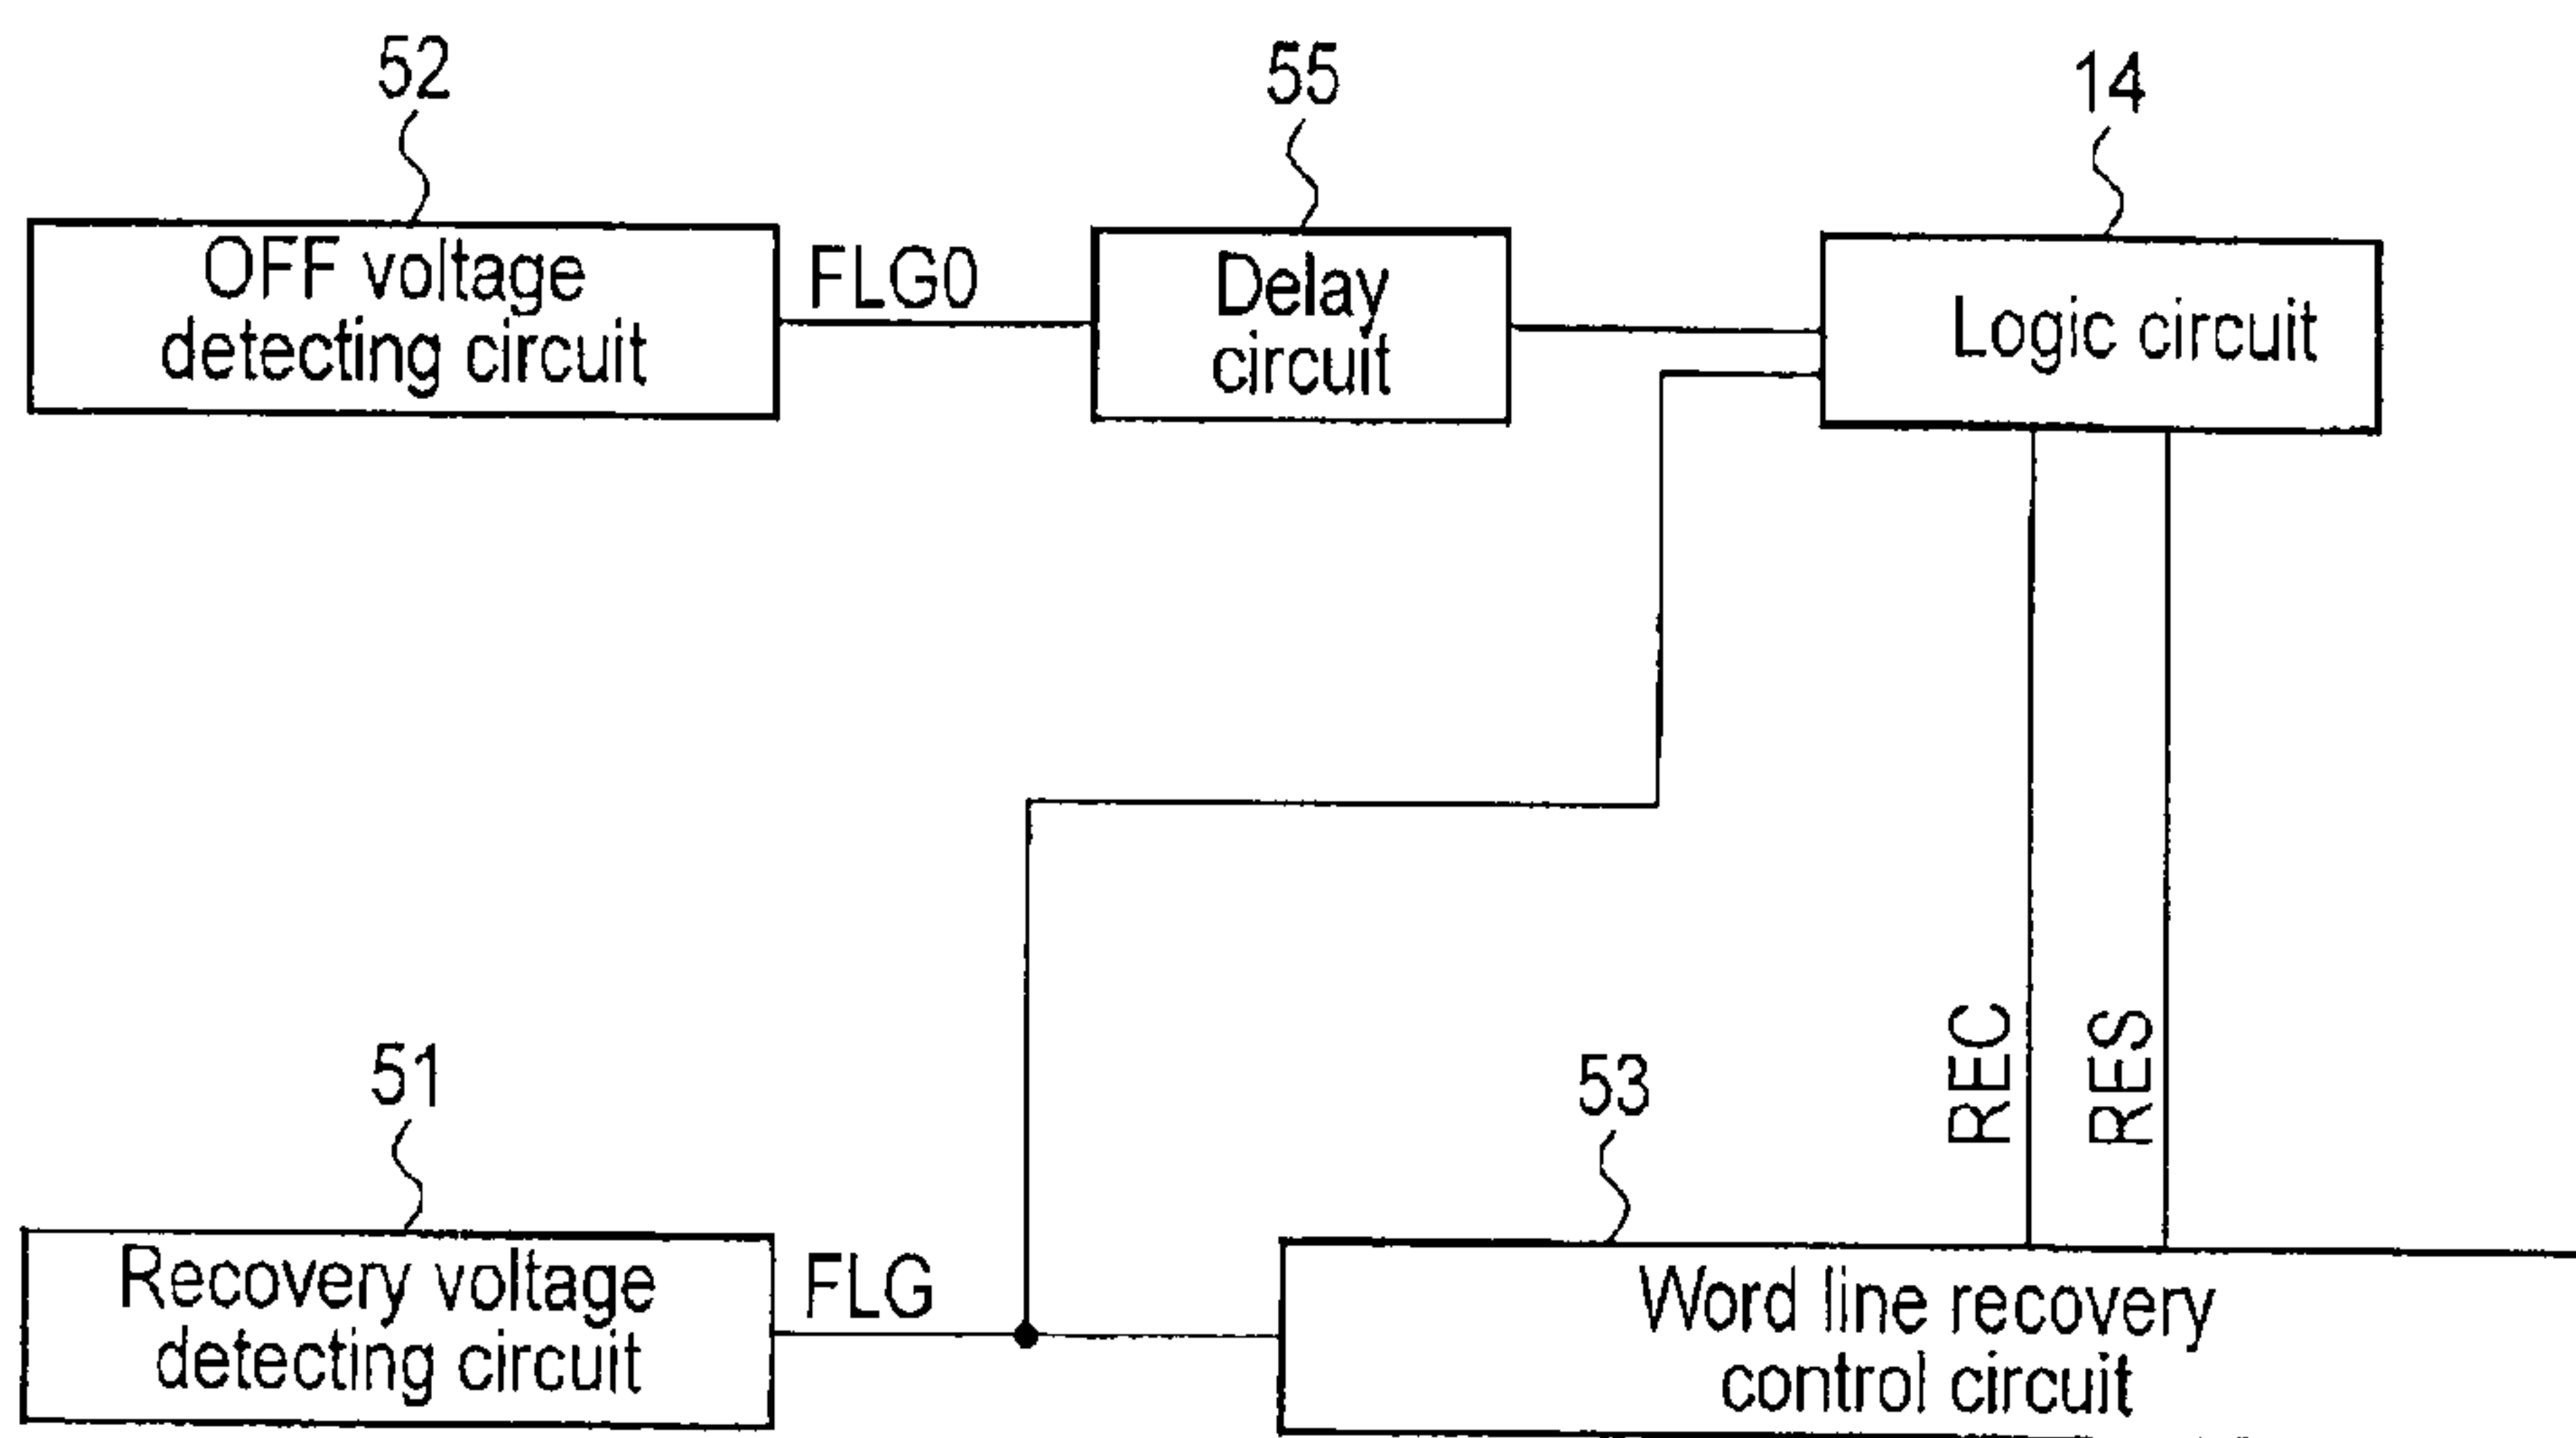 52
55
14
OFF voltage
detecting circuit
FLG0
Delay
circuit
Logic circuit
REC
RES
51
53
Recovery voltage
detecting circuit
FLG
Word line recovery
control circuit